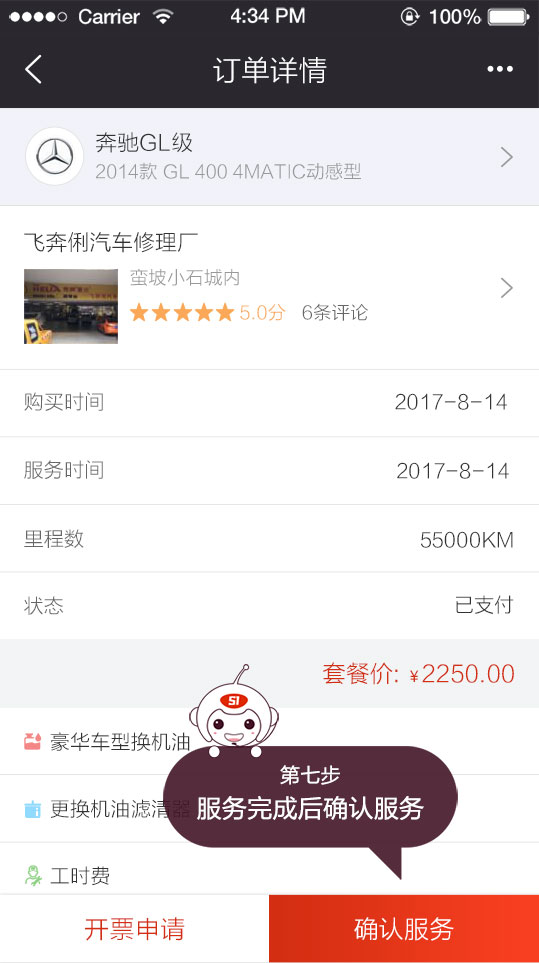 Carrier 4:34 PM 100%
订单详情
奔驰GL级
2014款 GL 400 4MATIC动感型
飞奔俐汽车修理厂
HELIX
蛮坡小石城内
5.0分 6条评论
购买时间 2017-8-14
服务时间 2017-8-14
里程数 55000KM
状态 已支付
套餐价: ¥2250.00
S1
豪华车型换机油
第七步
更换机油滤清器
服务完成后确认服务
工时费
开票申请 确认服务